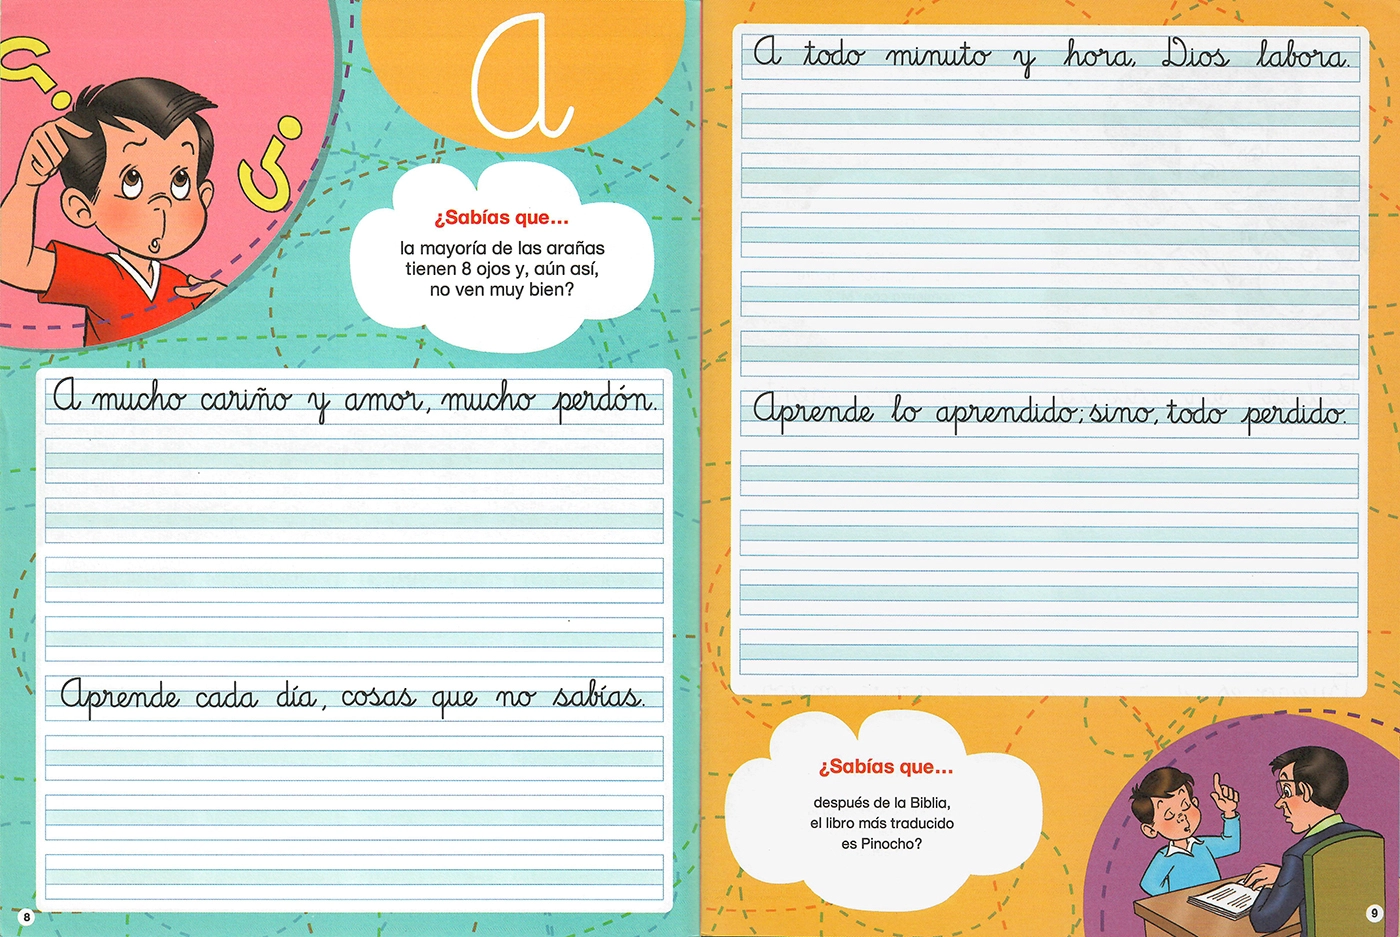 a
¿Sabías que...
la mayoría de las arañas
tienen 8 ojos y, aún así,
no ven muy bien?
A mucho cariño y amor, mucho perdón.
Aprende cada día, cosas que no sabías.
8
A todo minuto y hora, Dios labora.
Aprende lo aprendido; sino, todo perdido.
¿Sabías que...
después de la Biblia,
el libro más traducido
es Pinocho?
9